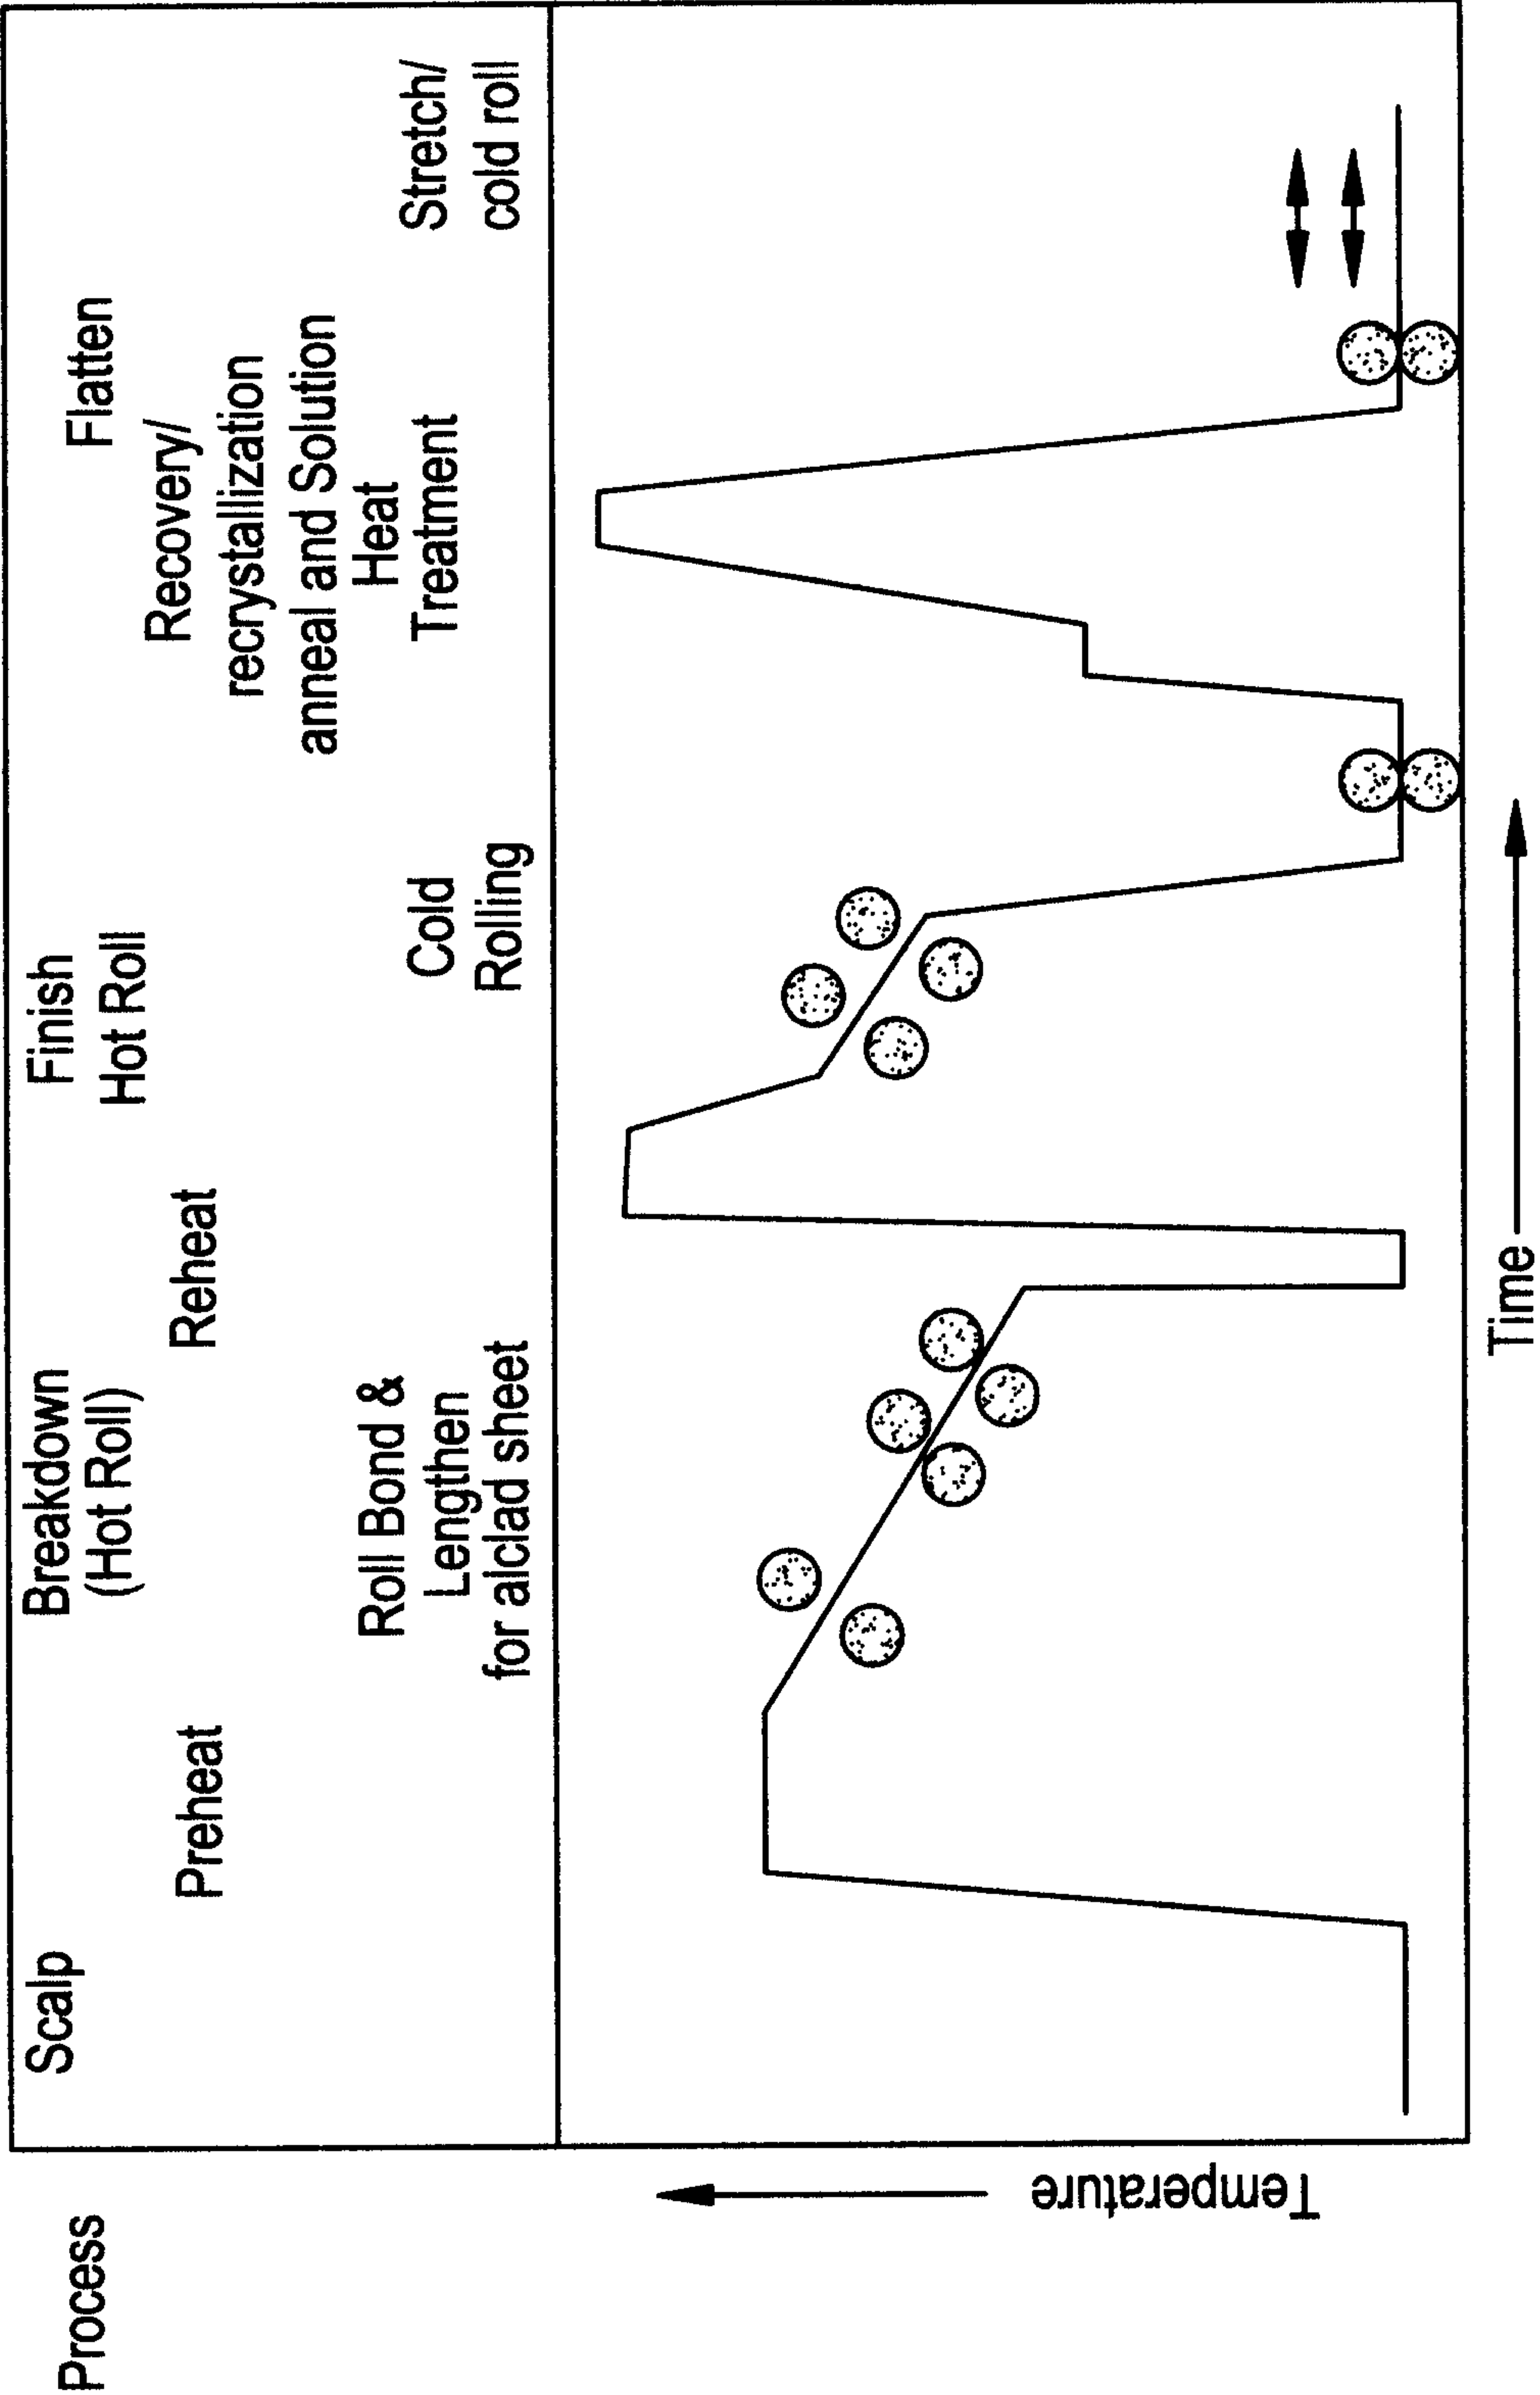 Process
Scalp
Preheat
Breakdown
(Hot Roll)
Roll Bond &
Lengthen
for alclad sheet
Reheat
Finish
Hot Roll
Cold
Rolling
Recovery/
recrystallization
anneal and Solution
Heat
Treatment
Flatten
Stretch/
cold roll
Temperature
Time